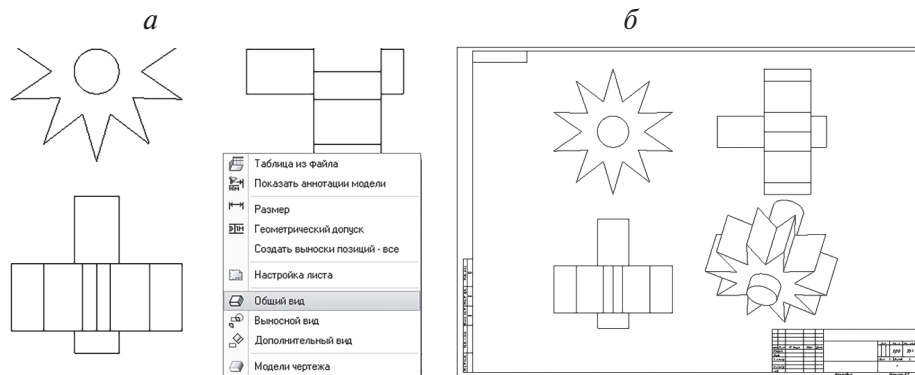 а
б
Таблица из файла
Показать аннотации модели
Размер
Геометрический допуск
Создать выноски позиций - все
Настройка листа
Общий вид
Выносной вид
Дополнительный вид
Модели чертежа